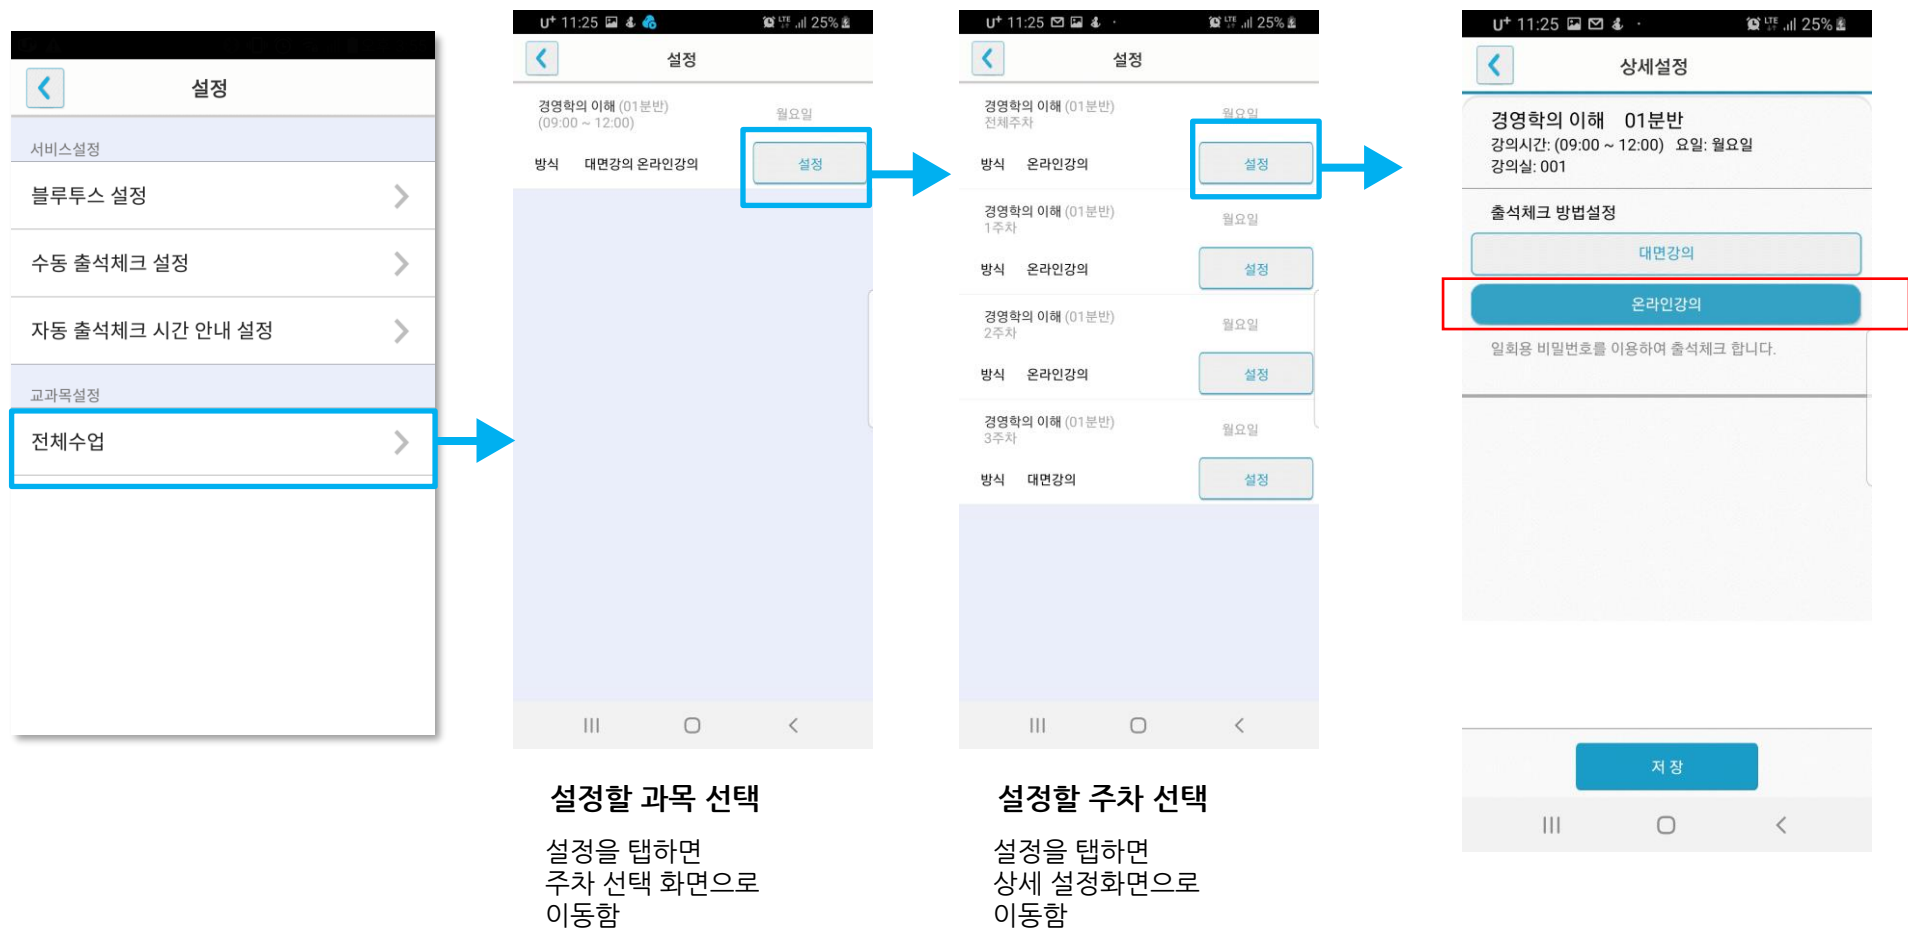 설정
서비스설정
블루투스 설정
수동 출석체크 설정
자동 출석체크 시간 안내 설정
교과목설정
전체수업
U+ 11:25 LTE 25%
설정
경영학의 이해 (01분반)
(09:00 ~ 12:00)
월요일
방식 대면강의 온라인강의 설정
설정할 과목 선택
설정을 탭하면
주차 선택 화면으로
이동함
U+ 11:25 LTE 25%
설정
경영학의 이해 (01분반)
전체주차
월요일
방식 온라인강의 설정
경영학의 이해 (01분반)
1주차
월요일
방식 온라인강의 설정
경영학의 이해 (01분반)
2주차
월요일
방식 온라인강의 설정
경영학의 이해 (01분반)
3주차
월요일
방식 대면강의 설정
설정할 주차 선택
설정을 탭하면
상세 설정화면으로
이동함
U+ 11:25 LTE 25%
상세설정
경영학의 이해 01분반
강의시간: (09:00 ~ 12:00) 요일: 월요일
강의실: 001
출석체크 방법설정
대면강의
온라인강의
일회용 비밀번호를 이용하여 출석체크 합니다.
저 장